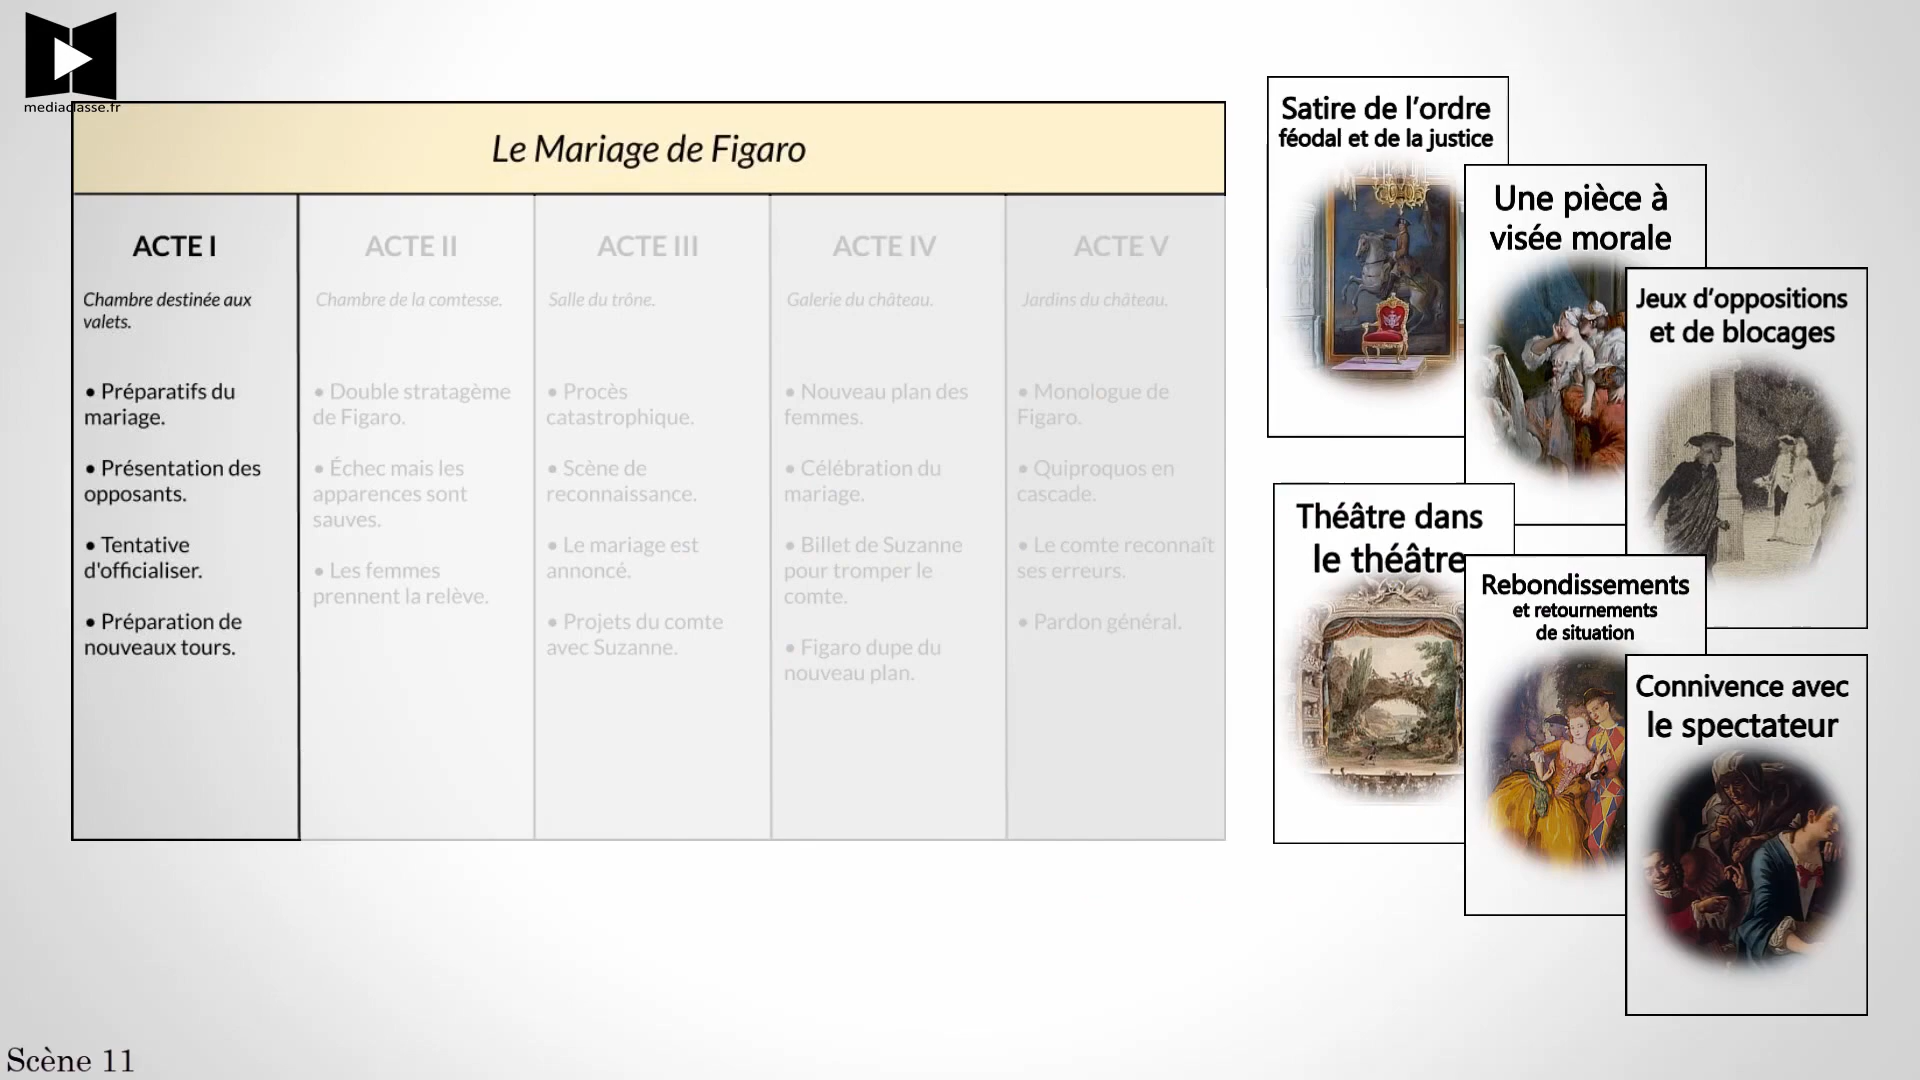 mediaclasse.fr
Le Mariage de Figaro
ACTE I
Chambre destinée aux
valets.
• Préparatifs du
mariage.
• Présentation des
opposants.
• Tentative
d'officialiser.
• Préparation de
nouveaux tours.
ACTE II
Chambre de la comtesse.
• Double stratagème
de Figaro.
• Échec mais les
apparences sont
sauves.
• Les femmes
prennent la relève.
ACTE III
Salle du trône.
• Procès
catastrophique.
• Scène de
reconnaissance.
• Le mariage est
annoncé.
• Projets du comte
avec Suzanne.
ACTE IV
Galerie du château.
• Nouveau plan des
femmes.
• Célébration du
mariage.
• Billet de Suzanne
pour tromper le
comte.
• Figaro dupe du
nouveau plan.
ACTE V
Jardins du château.
• Monologue de
Figaro.
• Quiproquos en
cascade.
• Le comte reconnaît
ses erreurs.
• Pardon général.
Satire de l'ordre
féodal et de la justice
Une pièce à
visée morale
Jeux d'oppositions
et de blocages
Théâtre dans
le théâtre
Rebondissements
et retournements
de situation
Connivence avec
le spectateur
Scène 11